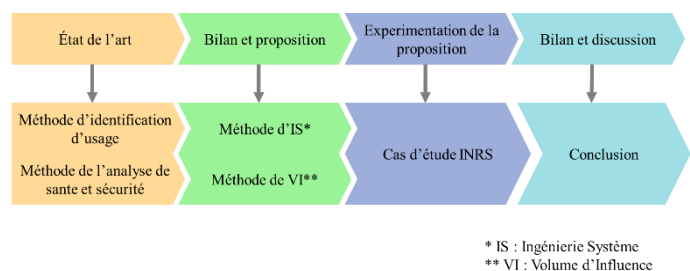 État de l'art
Bilan et proposition
Experimentation de la
proposition
Bilan et discussion
Méthode d'identification
d'usage
Méthode de l'analyse de
sante et sécurité
Méthode d'IS*
Méthode de VI**
Cas d'étude INRS
Conclusion
* IS : Ingénierie Système
** VI : Volume d'Influence